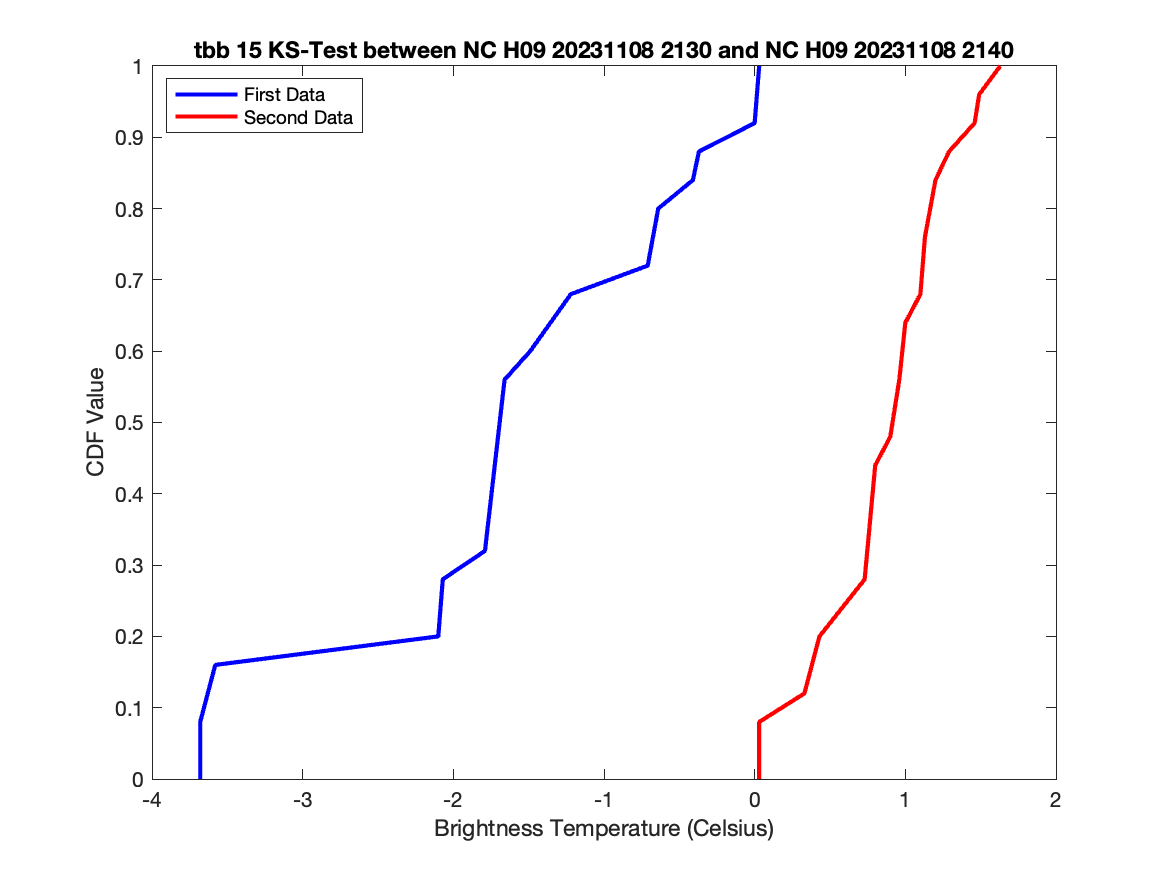 tbb 15 KS-Test between NC H09 20231108 2130 and NC H09 20231108 2140
First Data
Second Data
1
0.9
0.8
0.7
0.6
0.5
0.4
0.3
0.2
0.1
0
CDF Value
-4 -3 -2 -1 0 1 2
Brightness Temperature (Celsius)